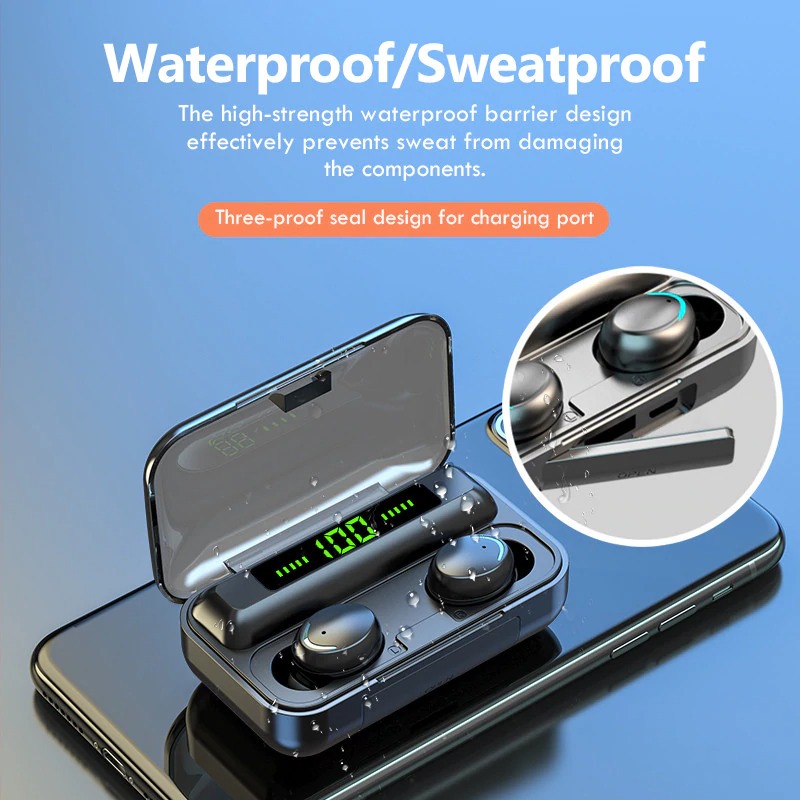 Waterproof/Sweatproof
The high-strength waterproof barrier design
effectively prevents sweat from damaging
the components.
Three-proof seal design for charging port
OPEN
100